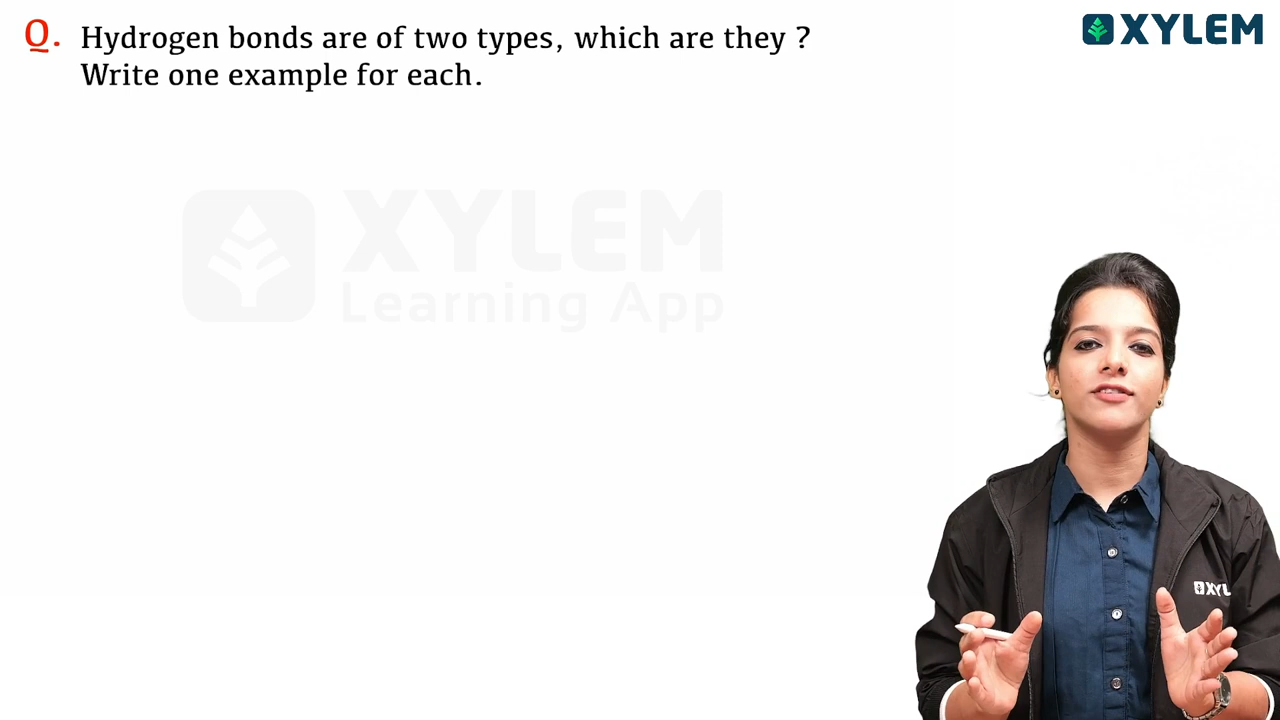 Q. Hydrogen bonds are of two types, which are they ?
Write one example for each.
XYLEM
XYLEM
Learning App
XYL